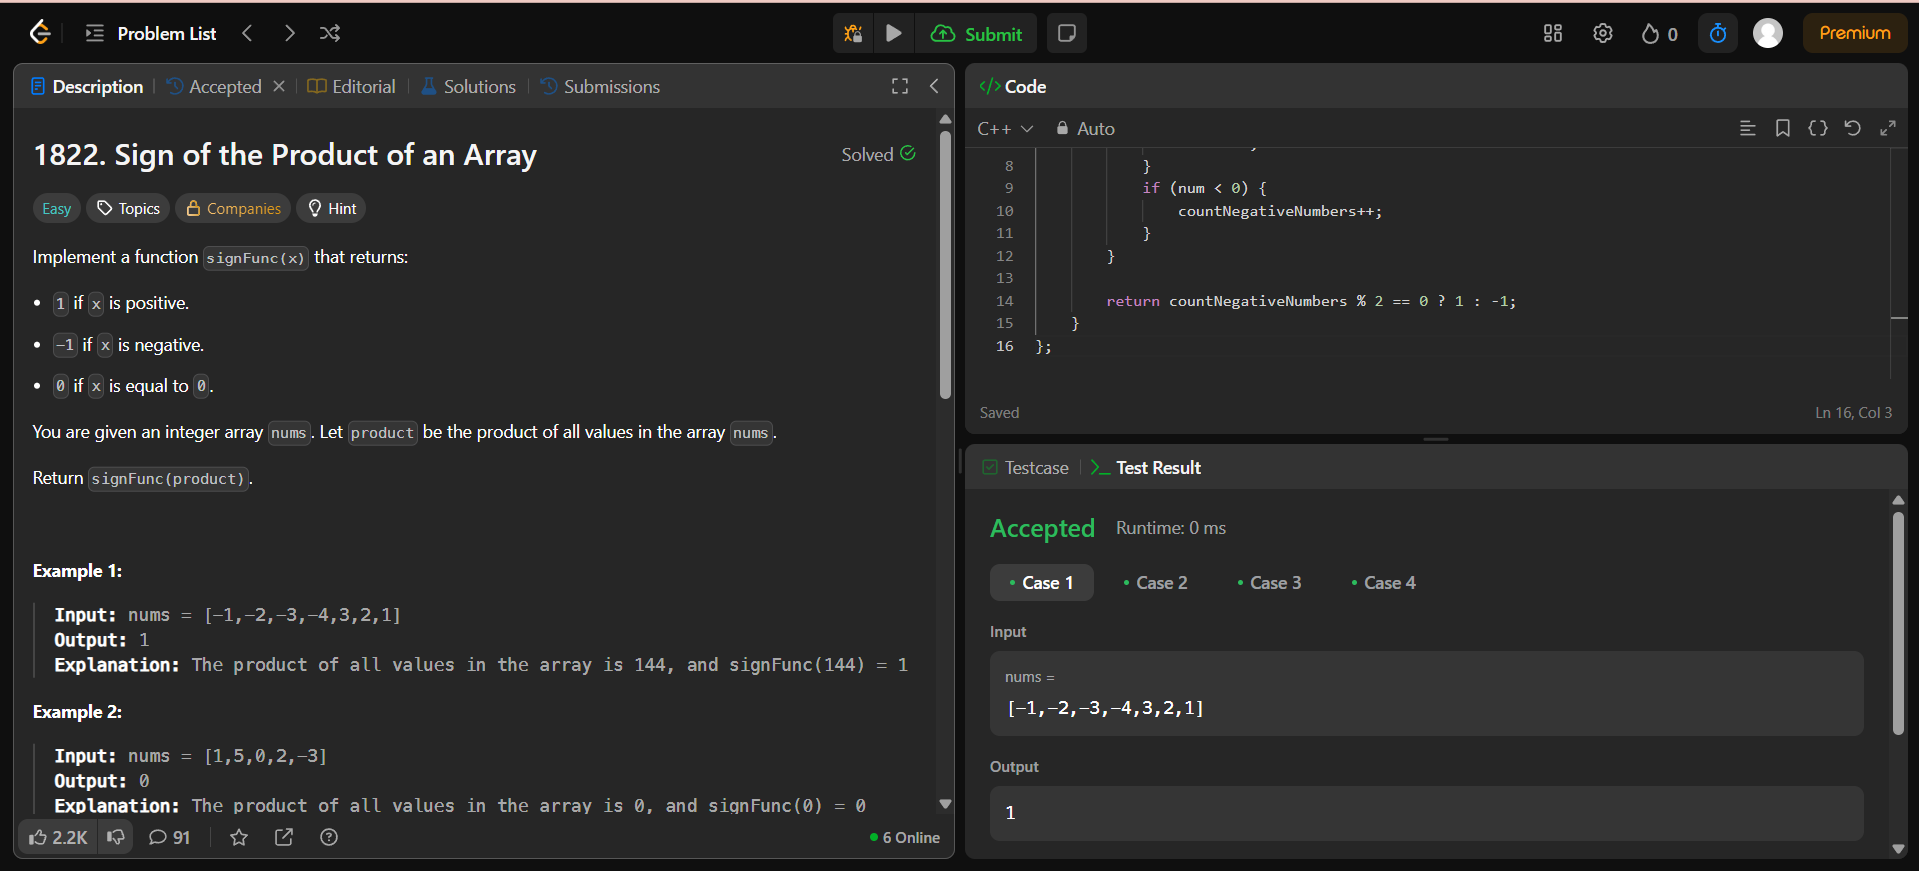 Problem List
Submit
0
Premium
Description
Accepted
Editorial
Solutions
Submissions
1822. Sign of the Product of an Array
Solved
Easy
Topics
Companies
Hint
Implement a function signFunc(x) that returns:
• 1 if x is positive.
• -1 if x is negative.
• 0 if x is equal to 0.
You are given an integer array nums. Let product be the product of all values in the array nums.
Return signFunc(product).
Example 1:
Input: nums = [-1,-2,-3,-4,3,2,1]
Output: 1
Explanation: The product of all values in the array is 144, and signFunc(144) = 1
Example 2:
Input: nums = [1,5,0,2,-3]
Output: 0
Explanation: The product of all values in the array is 0, and signFunc(0) = 0
2.2K
91
6 Online
</> Code
C++
Auto
8 }
9 if (num < 0) {
10 countNegativeNumbers++;
11 }
12 }
13
14 return countNegativeNumbers % 2 == 0 ? 1 : -1;
15 }
16 };
Saved
Ln 16, Col 3
Testcase
>_ Test Result
Accepted
Runtime: 0 ms
• Case 1
• Case 2
• Case 3
• Case 4
Input
nums =
[-1,-2,-3,-4,3,2,1]
Output
1